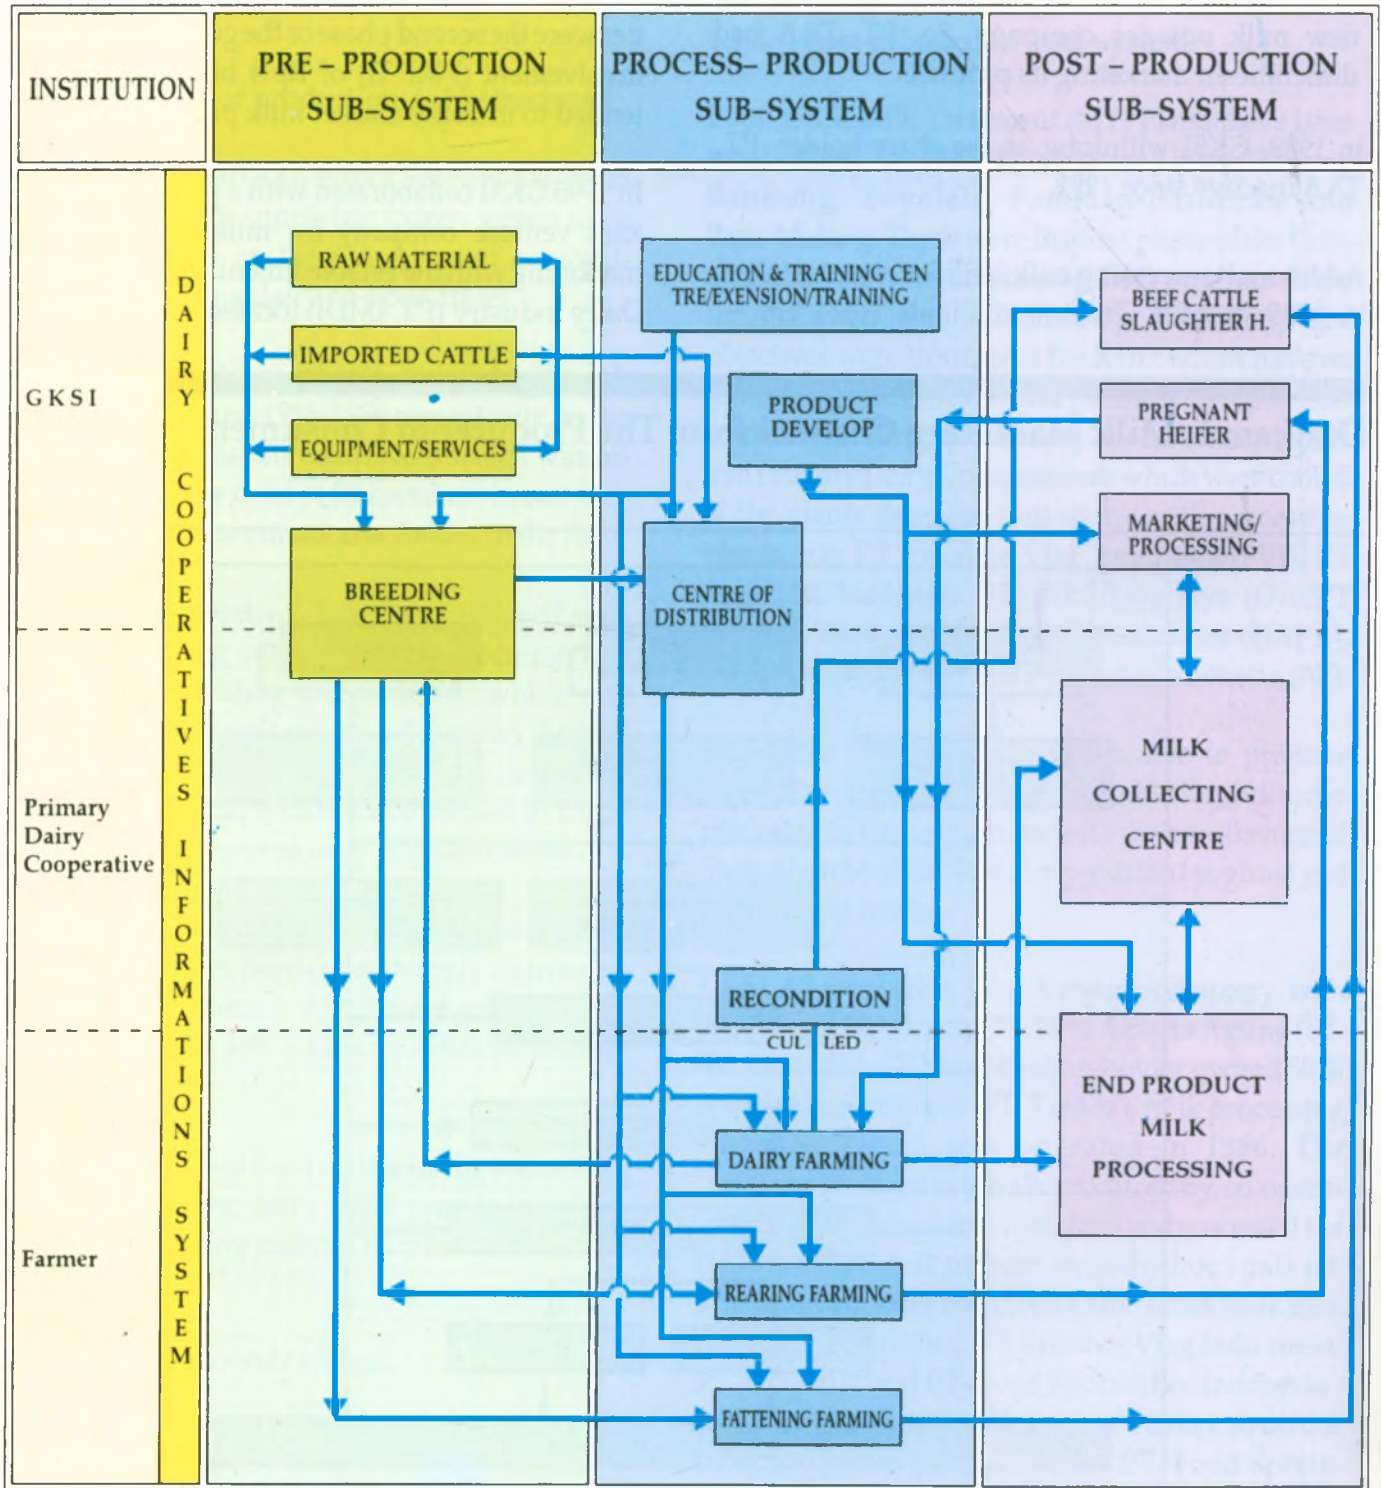 INSTITUTION
PRE – PRODUCTION
SUB–SYSTEM
PROCESS– PRODUCTION
SUB–SYSTEM
POST – PRODUCTION
SUB–SYSTEM
GKSI
Primary
Dairy
Cooperative
Farmer
DAIRY COOPERATIVES INFORMATIONS SYSTEM
RAW MATERIAL
IMPORTED CATTLE
EQUIPMENT/SERVICES
BREEDING
CENTRE
EDUCATION & TRAINING CEN
TRE/EXENSION/TRAINING
PRODUCT
DEVELOP
CENTRE OF
DISTRIBUTION
RECONDITION
CUL LED
DAIRY FARMING
REARING FARMING
FATTENING FARMING
BEEF CATTLE
SLAUGHTER H.
PREGNANT
HEIFER
MARKETING/
PROCESSING
MILK
COLLECTING
CENTRE
END PRODUCT
MILK
PROCESSING